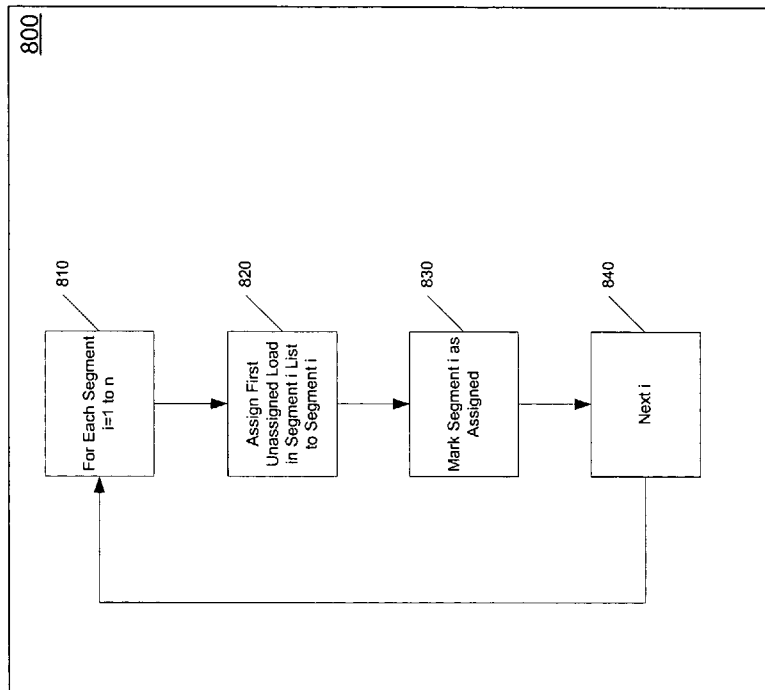 800
810
For Each Segment
i=1 to n
820
Assign First
Unassigned Load
in Segment i List
to Segment i
830
Mark Segment i as
Assigned
840
Next i